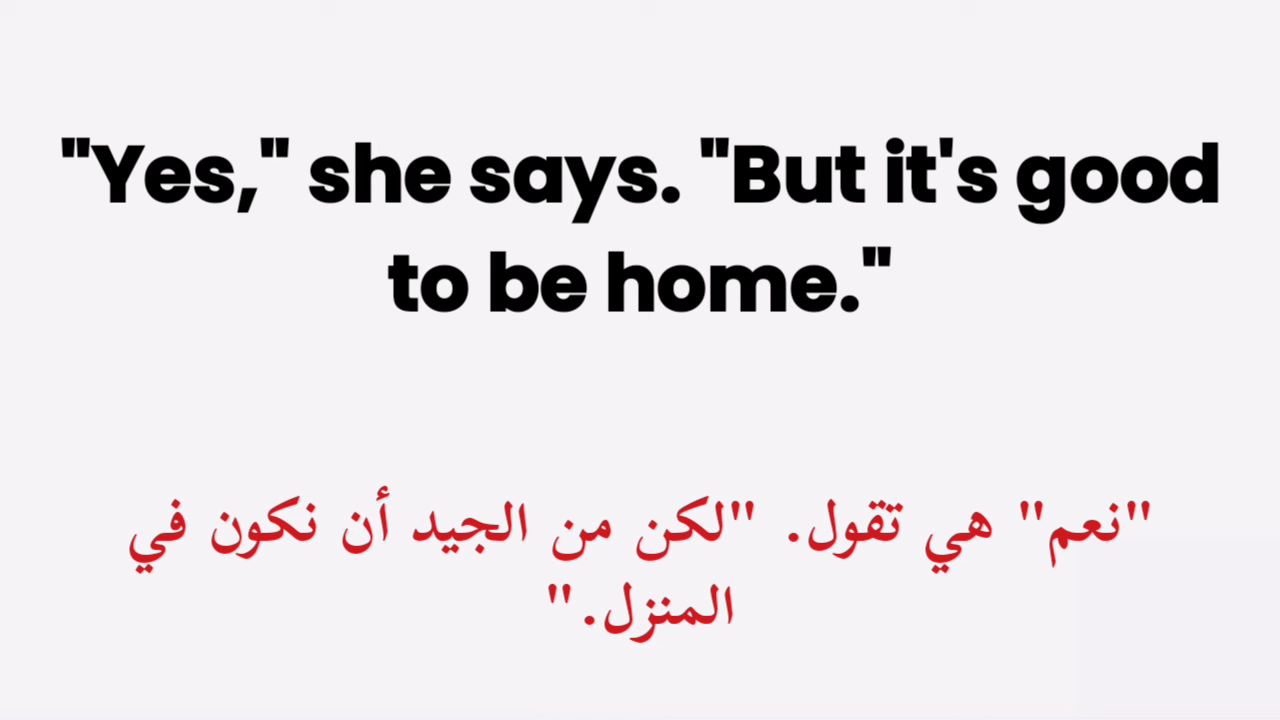 "Yes," she says. "But it's good
to be home."
"نعم" هي تقول. "لكن من الجيد أن نكون في
المنزل."